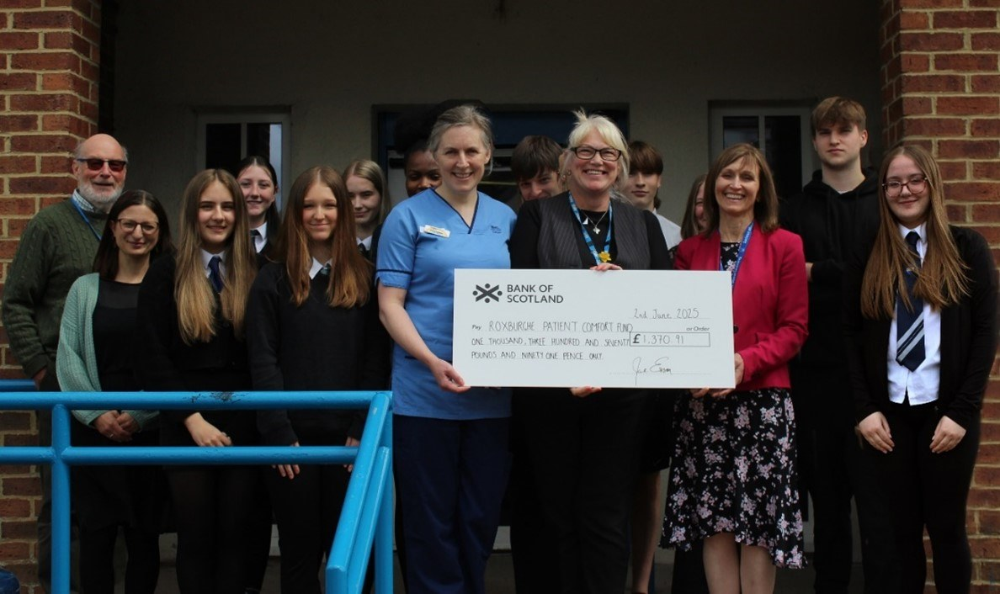 BANK OF
SCOTLAND
2nd June 2025
Pay ROXBURGHE PATIENT COMFORT FUND or Order
ONE THOUSAND, THREE HUNDRED AND SEVENTY £1,370.91
POUNDS AND NINETY ONE PENCE ONLY.